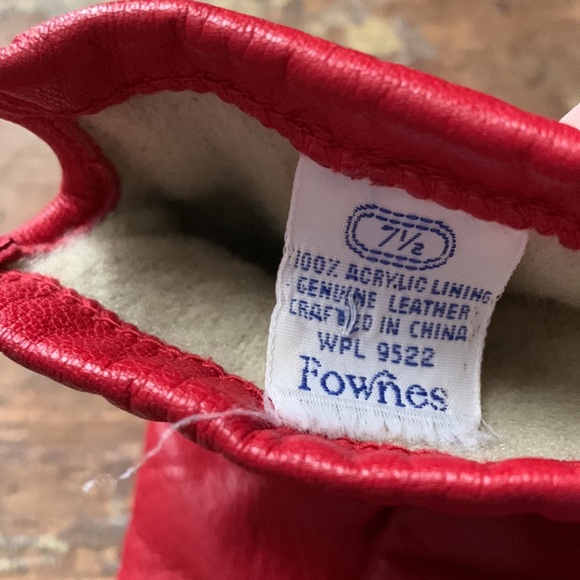 7½
100% ACRYLIC LINING
GENUINE LEATHER
CRAFTED IN CHINA
WPL 9522
Fownes